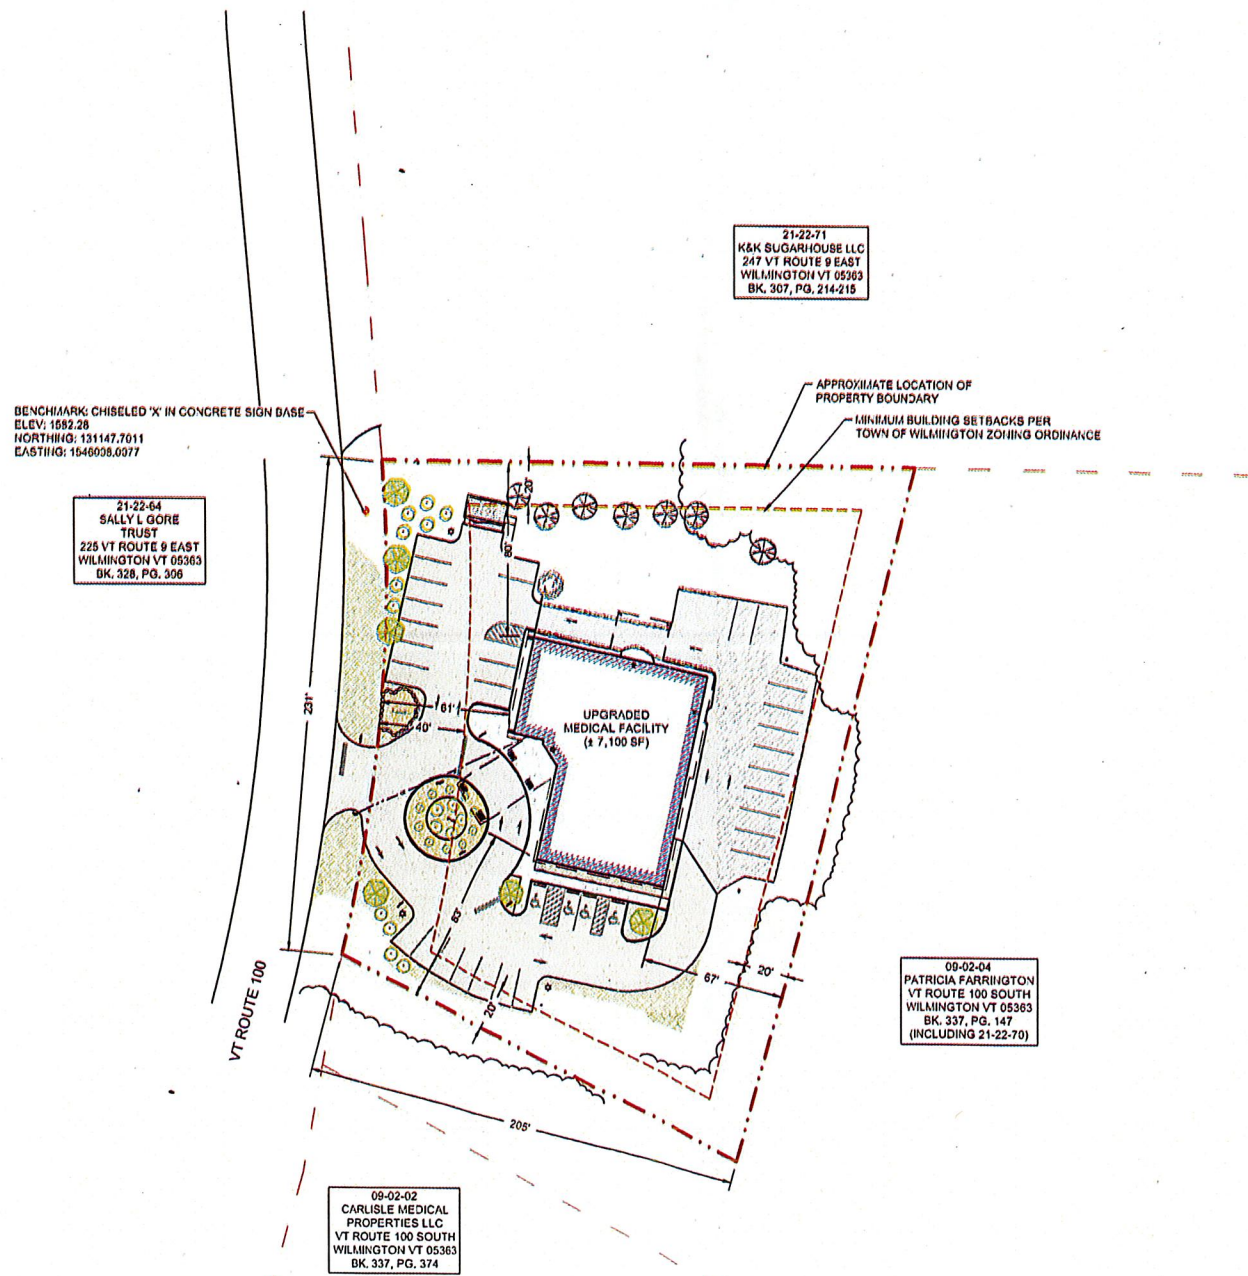 21-22-71
K&K SUGARHOUSE LLC
247 VT ROUTE 9 EAST
WILMINGTON VT 05363
BK. 307, PG. 214-215
APPROXIMATE LOCATION OF
PROPERTY BOUNDARY
MINIMUM BUILDING SETBACKS PER
TOWN OF WILMINGTON ZONING ORDINANCE
BENCHMARK: CHISELED 'X' IN CONCRETE SIGN BASE
ELEV: 1582.28
NORTHING: 131147.7011
EASTING: 1546008.0977
21-22-64
SALLY L GORE
TRUST
225 VT ROUTE 9 EAST
WILMINGTON VT 05363
BK. 328, PG. 306
20'
80'
231'
61'
40'
UPGRADED
MEDICAL FACILITY
(± 7,100 SF)
83'
67'
20'
20'
VT ROUTE 100
205'
09-02-04
PATRICIA FARRINGTON
VT ROUTE 100 SOUTH
WILMINGTON VT 05363
BK. 337, PG. 147
(INCLUDING 21-22-70)
09-02-02
CARLISLE MEDICAL
PROPERTIES LLC
VT ROUTE 100 SOUTH
WILMINGTON VT 05363
BK. 337, PG. 374